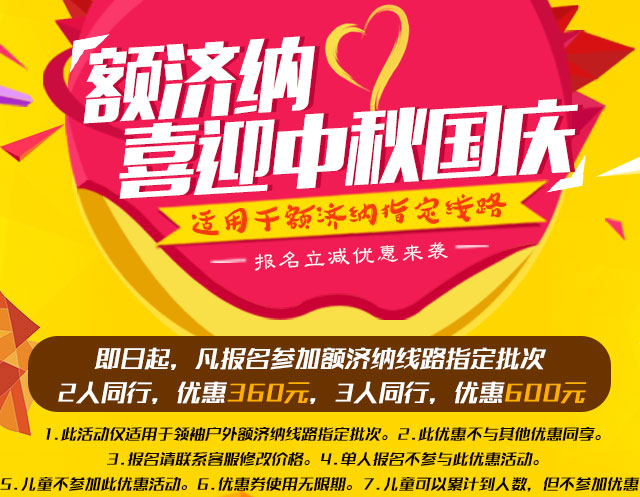 「额济纳
喜迎中秋国庆」
适用于额济纳指定线路
报名立减优惠来袭
即日起，凡报名参加额济纳线路指定批次
2人同行，优惠360元，3人同行，优惠600元
1.此活动仅适用于领袖户外额济纳线路指定批次。2.此优惠不与其他优惠同享。
3.报名请联系客服修改价格。4.单人报名不参与此优惠活动。
5.儿童不参加此优惠活动。6.优惠券使用无限期。7.儿童可以累计到人数，但不参加优惠